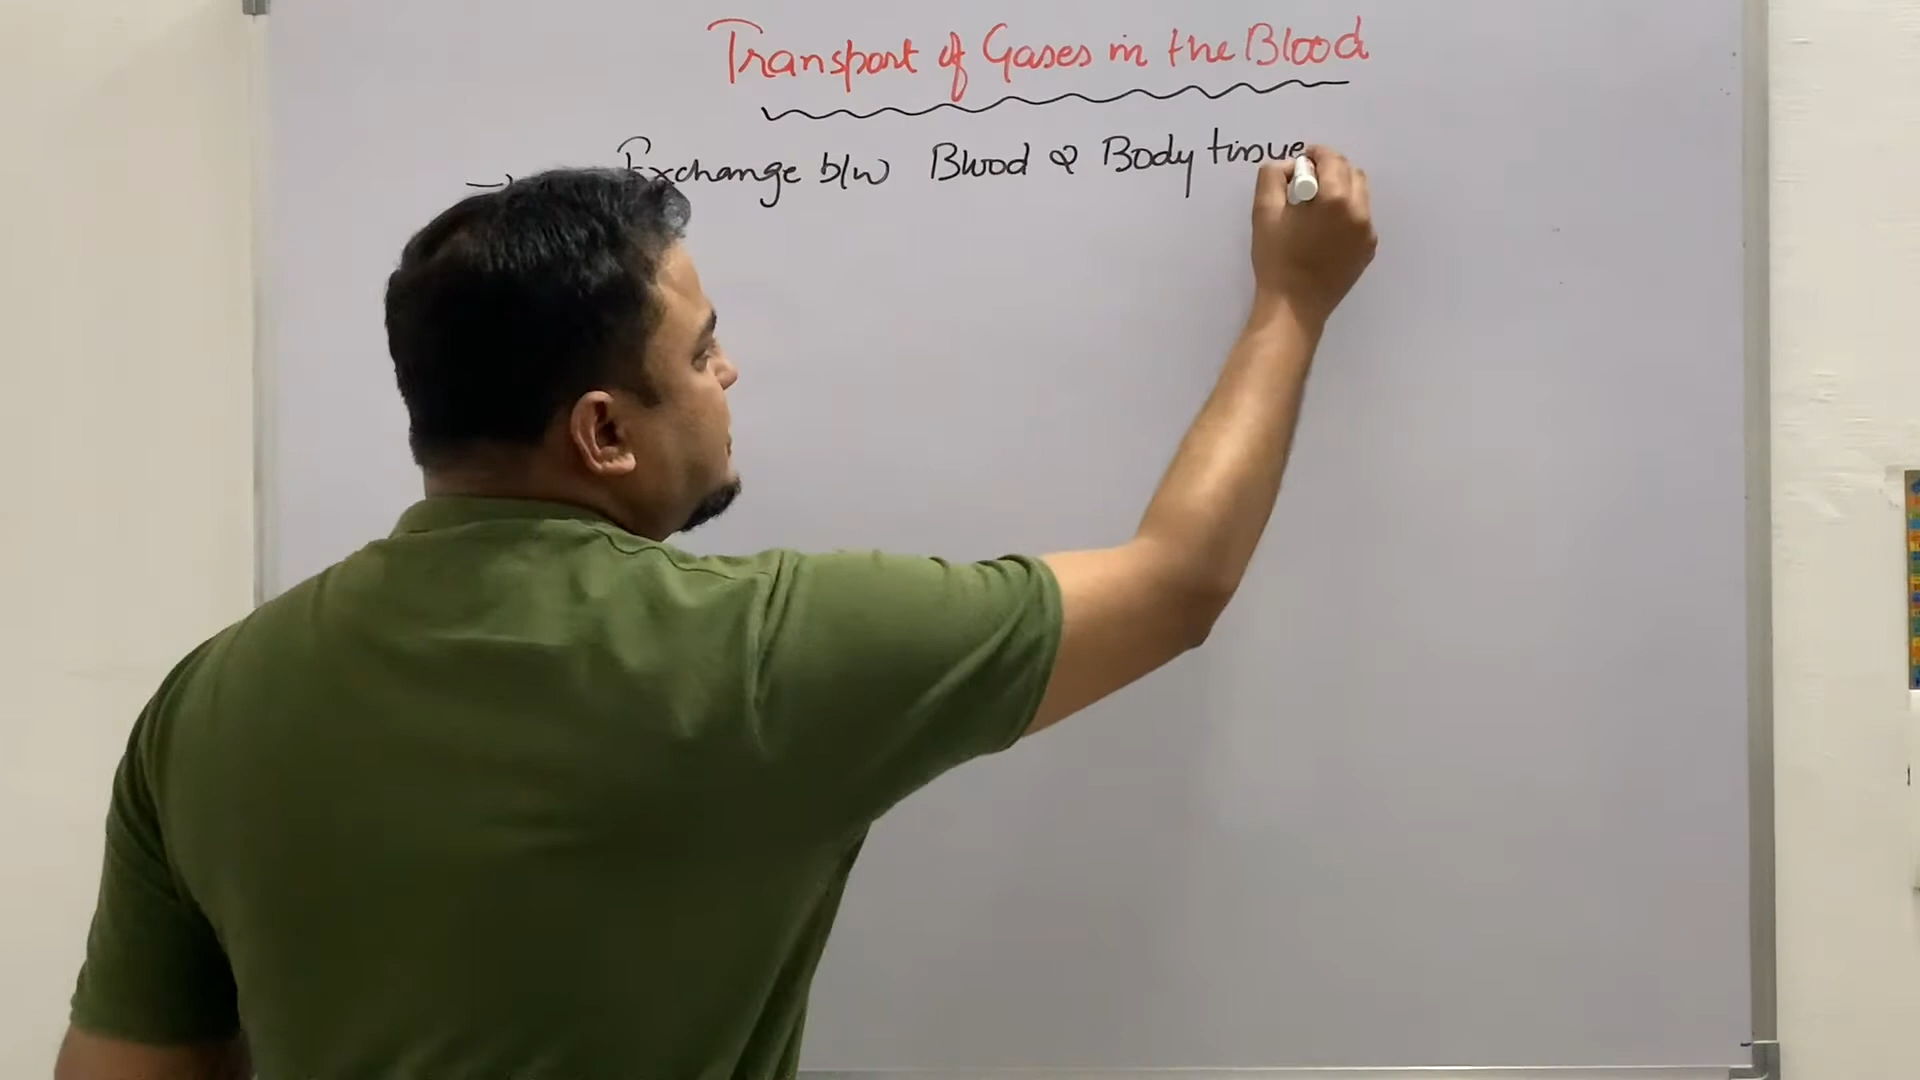 Transport of Gases in the Blood
→ Exchange b/w Blood & Body tissue